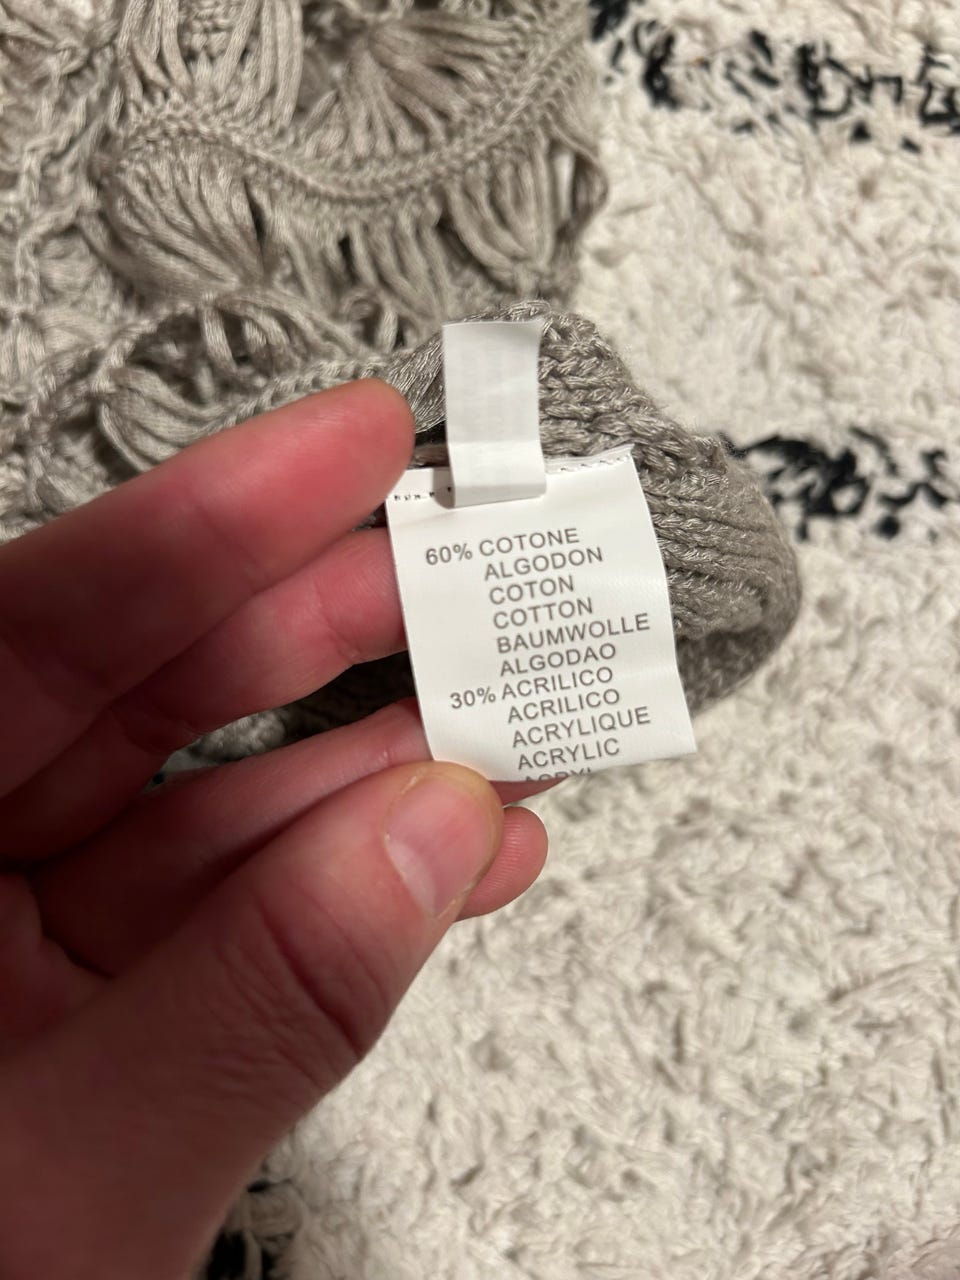 60% COTONE
ALGODON
COTON
COTTON
BAUMWOLLE
ALGODAO
30% ACRILICO
ACRILICO
ACRYLIQUE
ACRYLIC